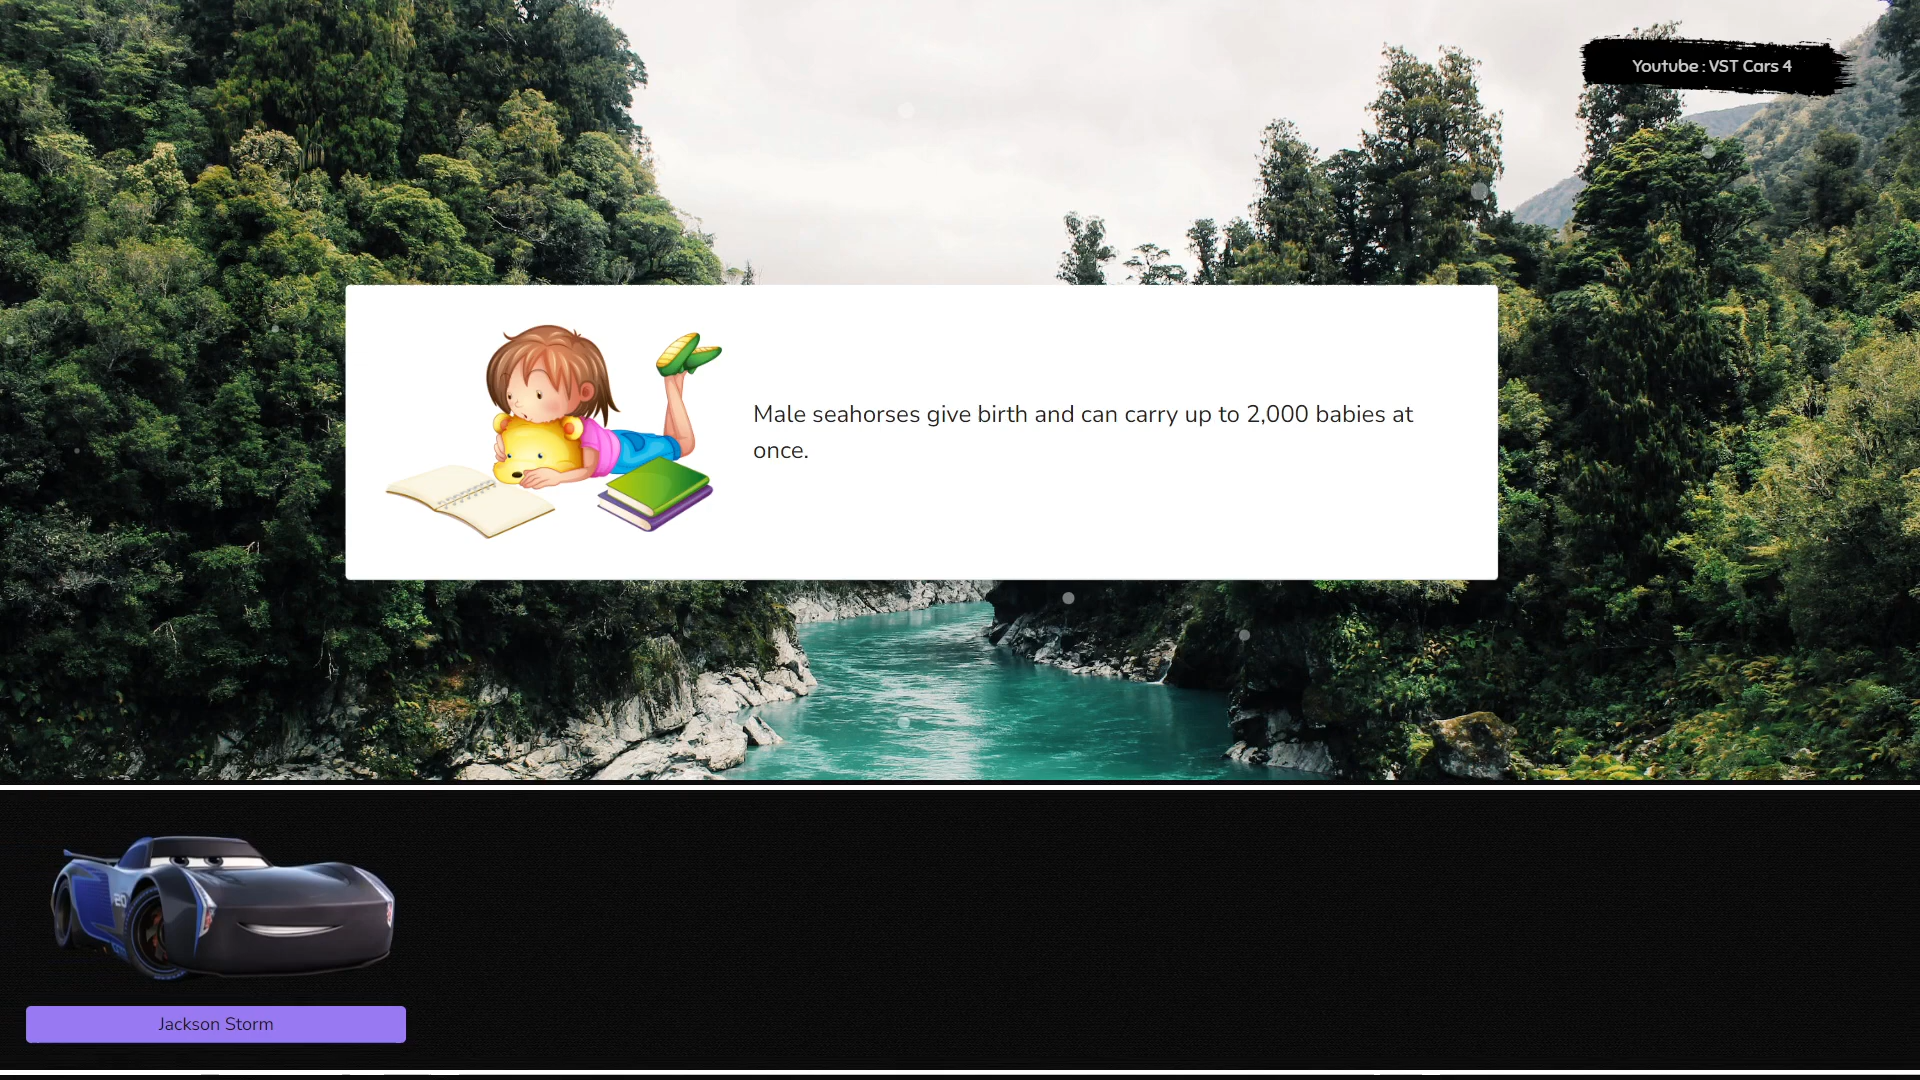 Youtube : VST Cars 4
Male seahorses give birth and can carry up to 2,000 babies at
once.
20
Jackson Storm